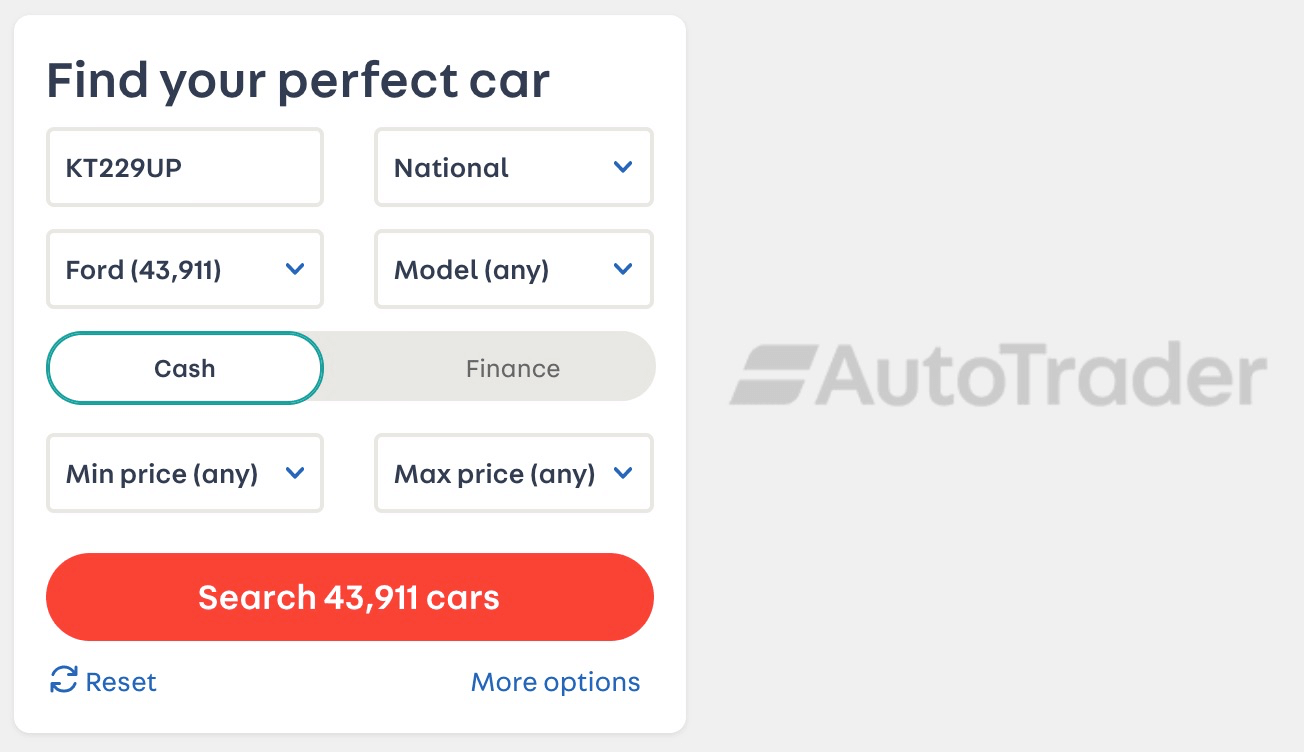 Find your perfect car
KT229UP
National
Ford (43,911)
Model (any)
Cash
Finance
Min price (any)
Max price (any)
Search 43,911 cars
Reset
More options
AutoTrader